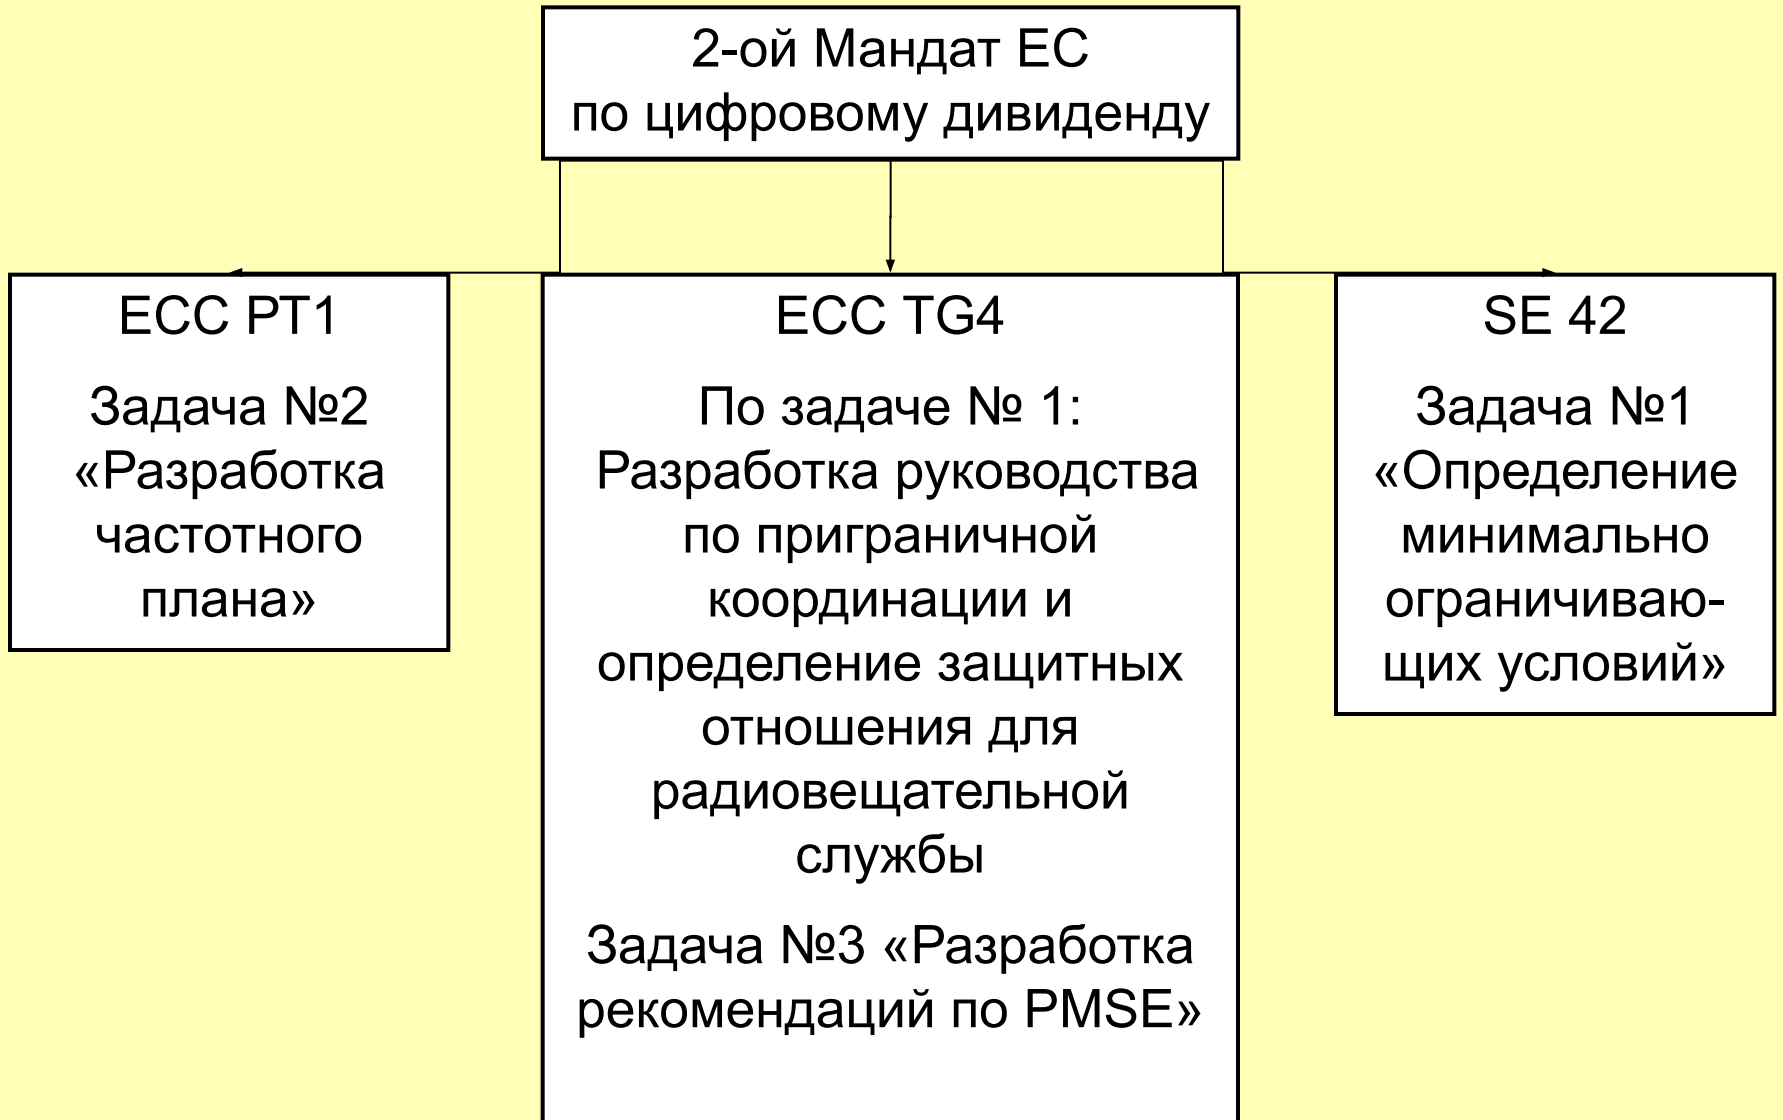 2-ой Мандат ЕС
по цифровому дивиденду
ECC PT1
Задача №2
«Разработка
частотного
плана»
ECC TG4
По задаче № 1:
Разработка руководства
по приграничной
координации и
определение защитных
отношения для
радиовещательной
службы
Задача №3 «Разработка
рекомендаций по PMSE»
SE 42
Задача №1
«Определение
минимально
ограничиваю-
щих условий»